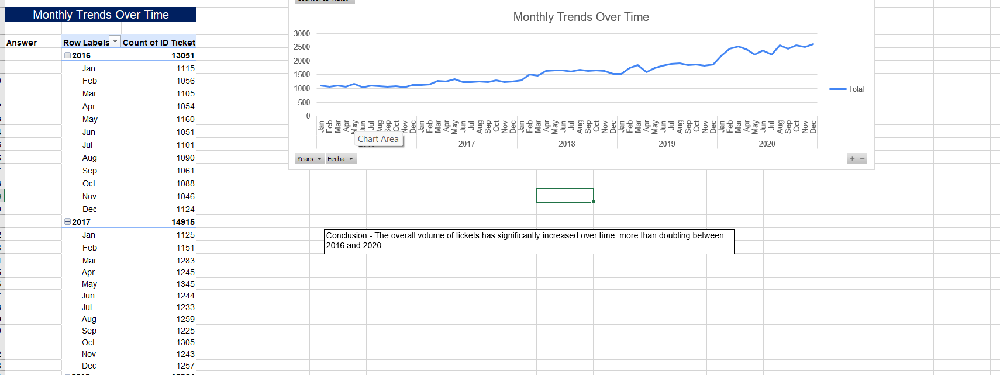 Monthly Trends Over Time
Answer
Row Labels Count of ID Ticket
2016 13051
Jan 1115
Feb 1056
Mar 1105
Apr 1054
May 1160
Jun 1051
Jul 1101
Aug 1090
Sep 1061
Oct 1088
Nov 1046
Dec 1124
2017 14915
Jan 1125
Feb 1151
Mar 1283
Apr 1245
May 1345
Jun 1244
Jul 1233
Aug 1259
Sep 1225
Oct 1305
Nov 1243
Dec 1257
Monthly Trends Over Time
3000
2500
2000
1500
1000
500
0
Total
Jan Feb Mar Apr May Jun Jul Aug Sep Oct Nov Dec Jan Feb Mar Apr May Jun Jul Aug Sep Oct Nov Dec Jan Feb Mar Apr May Jun Jul Aug Sep Oct Nov Dec Jan Feb Mar Apr May Jun Jul Aug Sep Oct Nov Dec Jan Feb Mar Apr May Jun Jul Aug Sep Oct Nov Dec
Chart Area
2017 2018 2019 2020
Years Fecha
Conclusion - The overall volume of tickets has significantly increased over time, more than doubling between
2016 and 2020